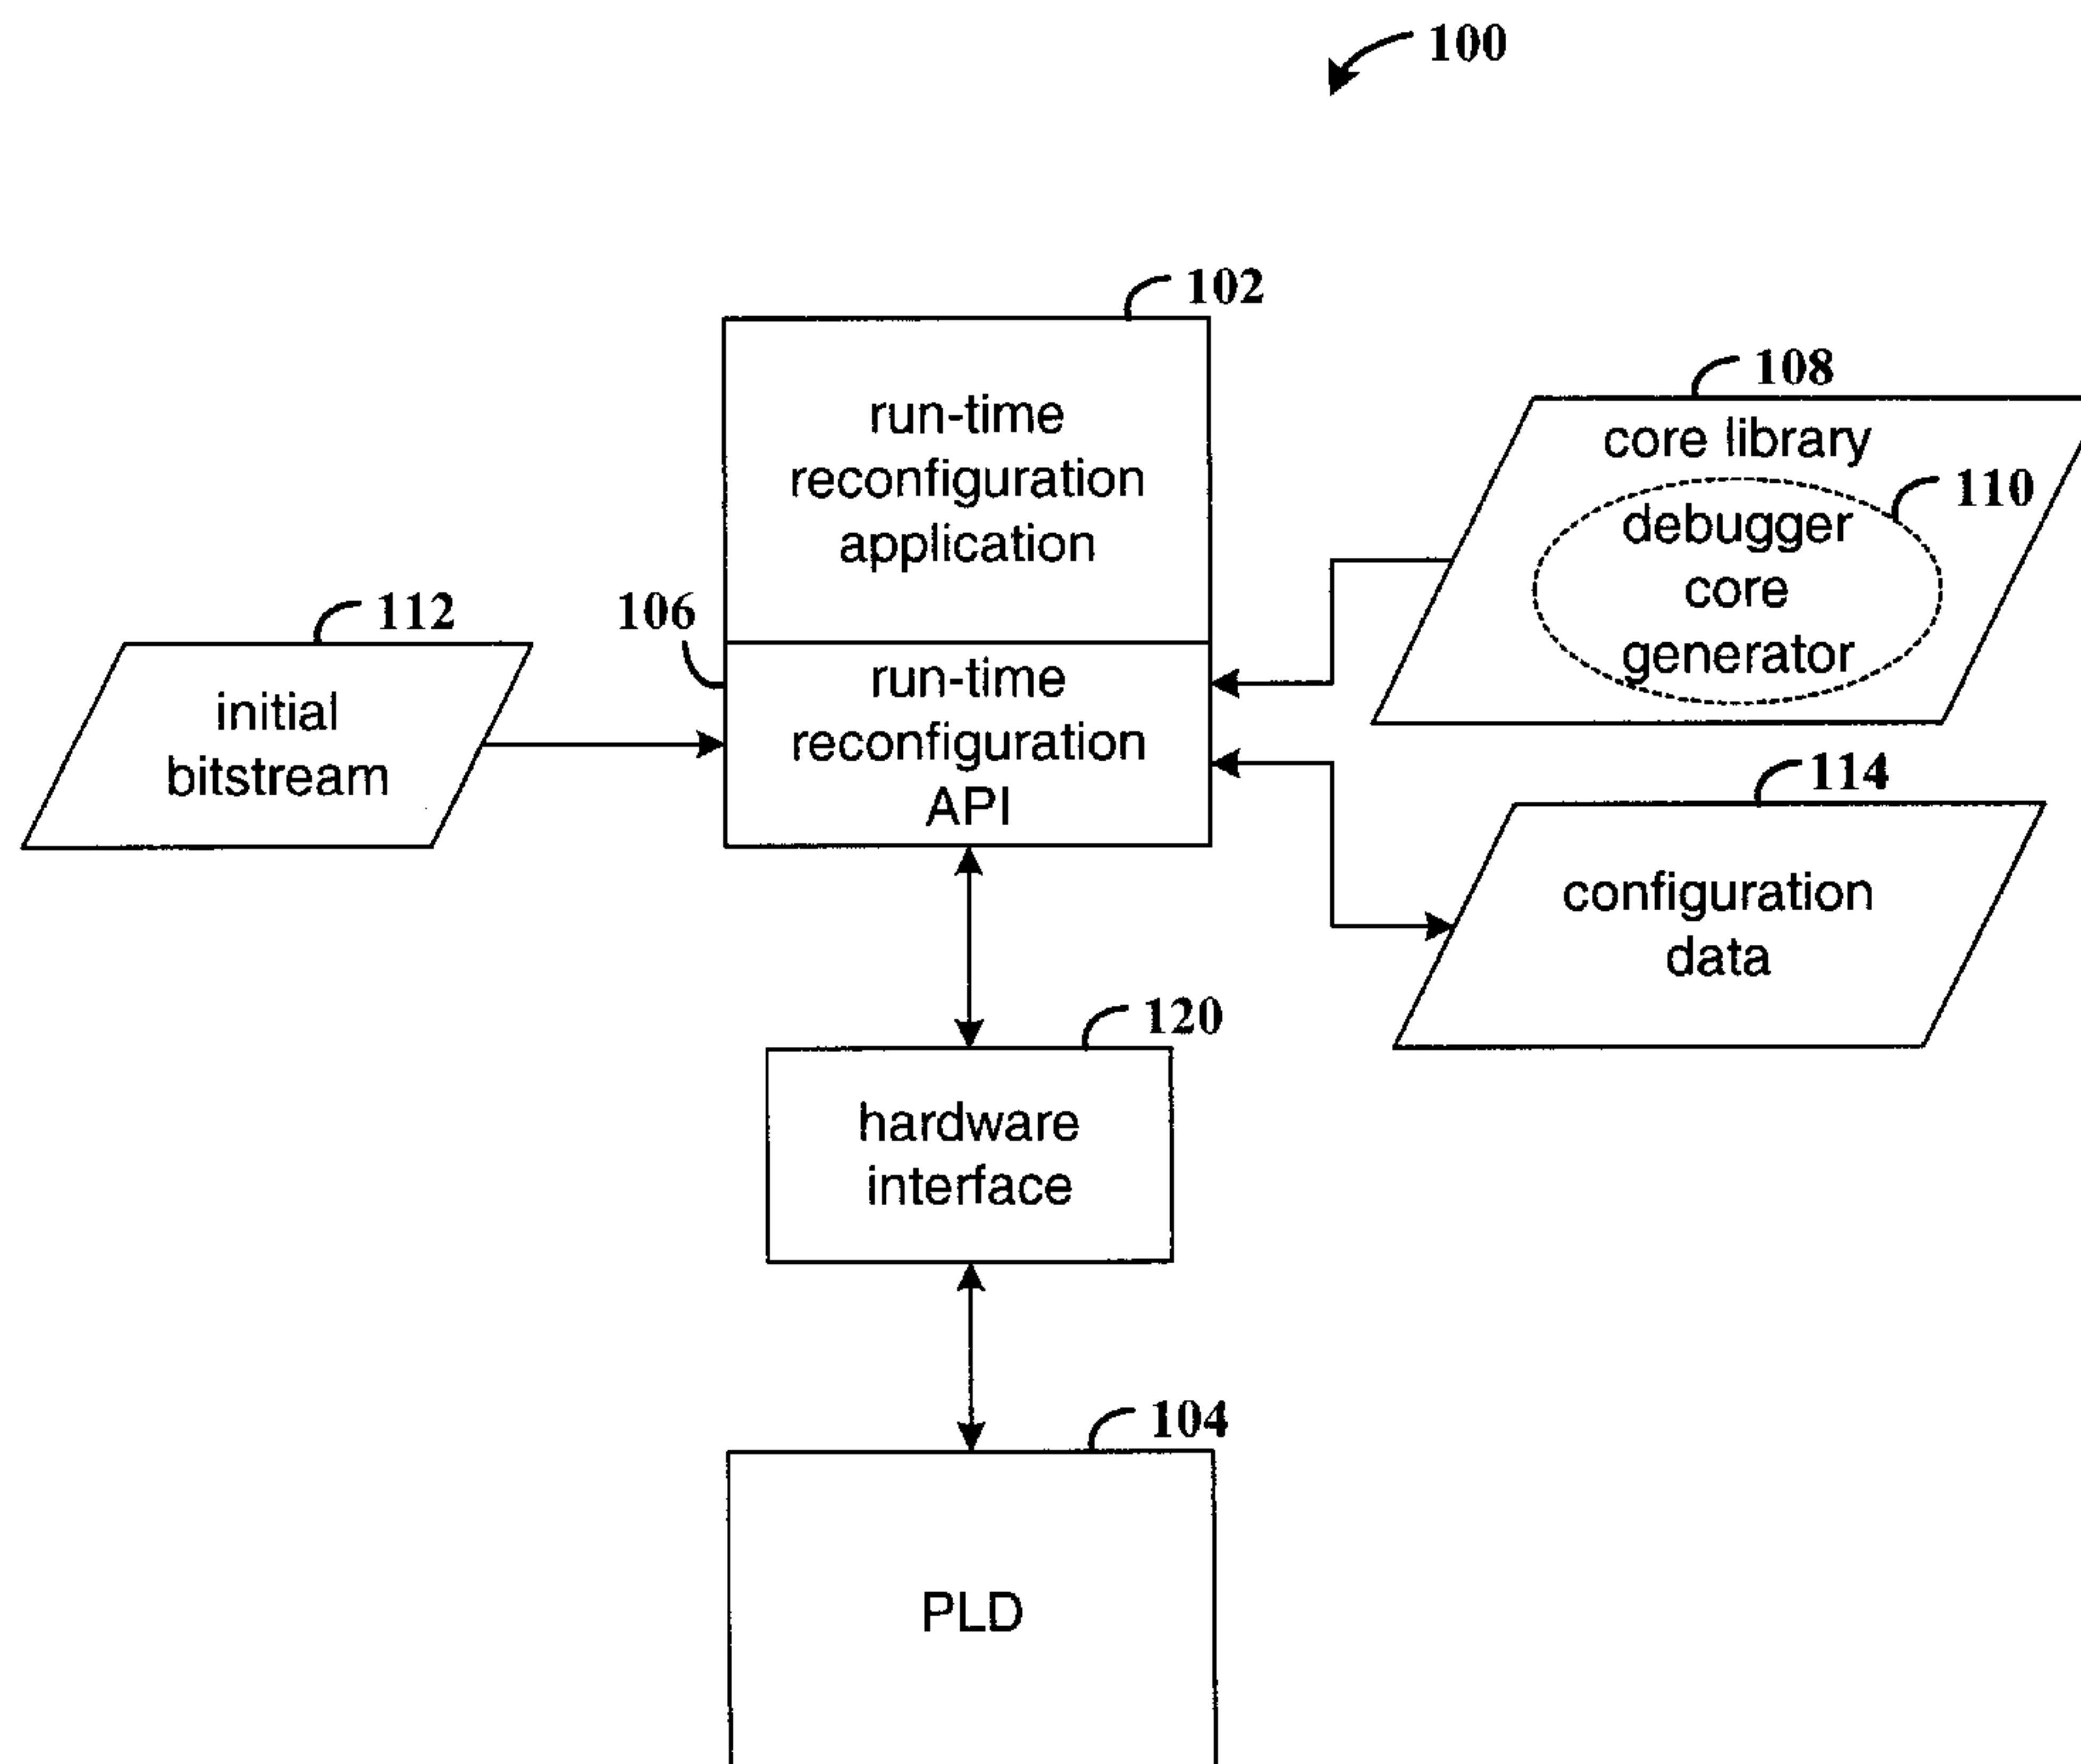 100
102
run-time
reconfiguration
application
108
core library
110
debugger
core
generator
112
initial
bitstream
106
run-time
reconfiguration
API
114
configuration
data
120
hardware
interface
104
PLD